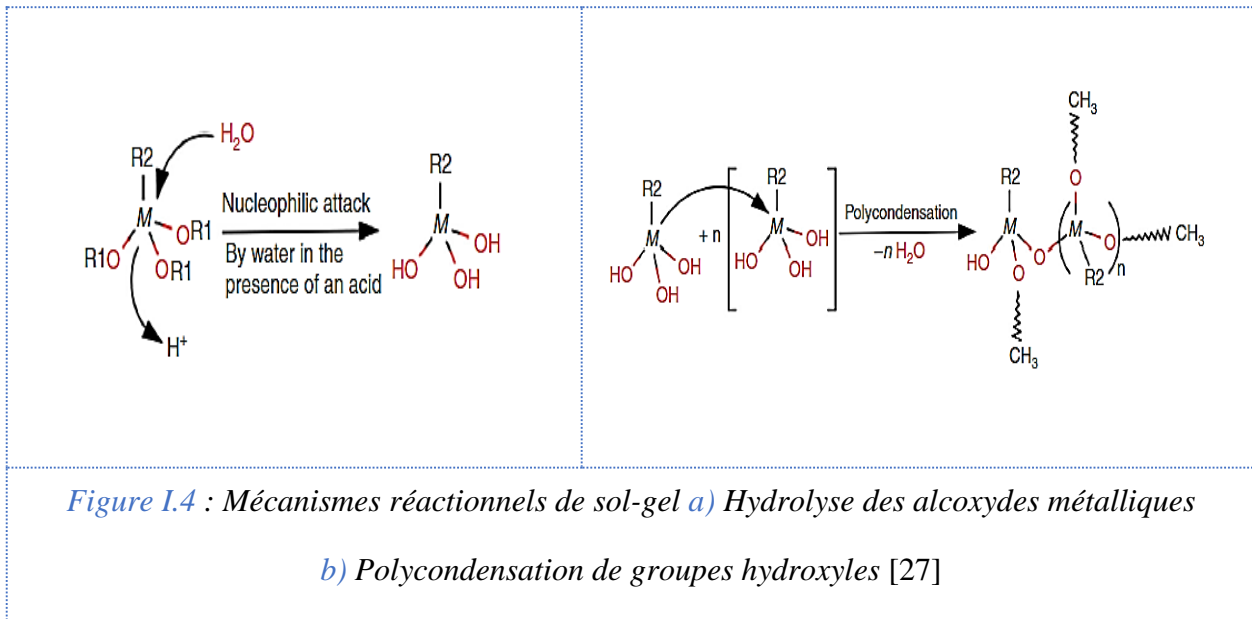 H₂O
R2
M
OR1
R1O
OR1
H⁺
Nucleophilic attack
By water in the
presence of an acid
R2
M
OH
HO
OH
R2
M
HO
OH
OH
+ n
R2
M
OH
HO
OH
Polycondensation
–n H₂O
CH₃
O
R2
M
M
HO
O
O
R2
n
O
CH₃
CH₃
Figure I.4 : Mécanismes réactionnels de sol-gel a) Hydrolyse des alcoxydes métalliques
b) Polycondensation de groupes hydroxyles [27]